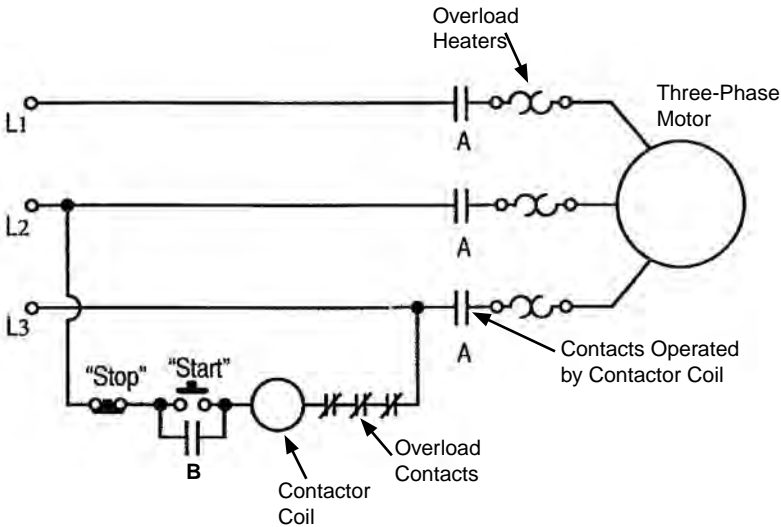 Overload
Heaters
L1
Three-Phase
Motor
A
L2
A
L3
A
Contacts Operated
by Contactor Coil
"Stop"
"Start"
B
Overload
Contacts
Contactor
Coil